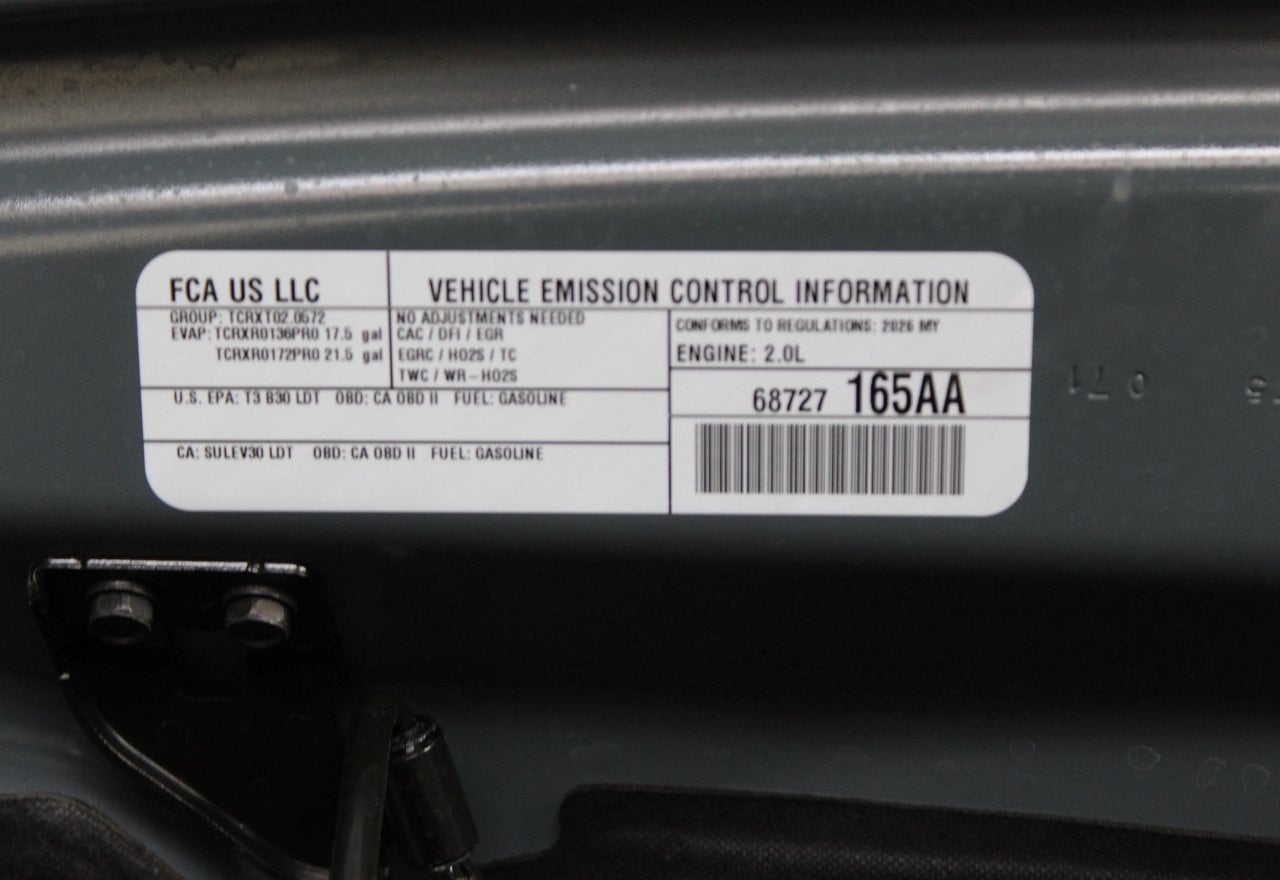 FCA US LLC
VEHICLE EMISSION CONTROL INFORMATION
GROUP: TCRXT02.0572
EVAP: TCRXR0136PR0 17.5 gal
TCRXR0172PR0 21.5 gal
NO ADJUSTMENTS NEEDED
CAC / DFI / EGR
EGRC / HO2S / TC
TWC / WR-HO2S
CONFORMS TO REGULATIONS: 2026 MY
ENGINE: 2.0L
68727 165AA
U.S. EPA: T3 B30 LDT OBD: CA OBD II FUEL: GASOLINE
CA: SULEV30 LDT OBD: CA OBD II FUEL: GASOLINE